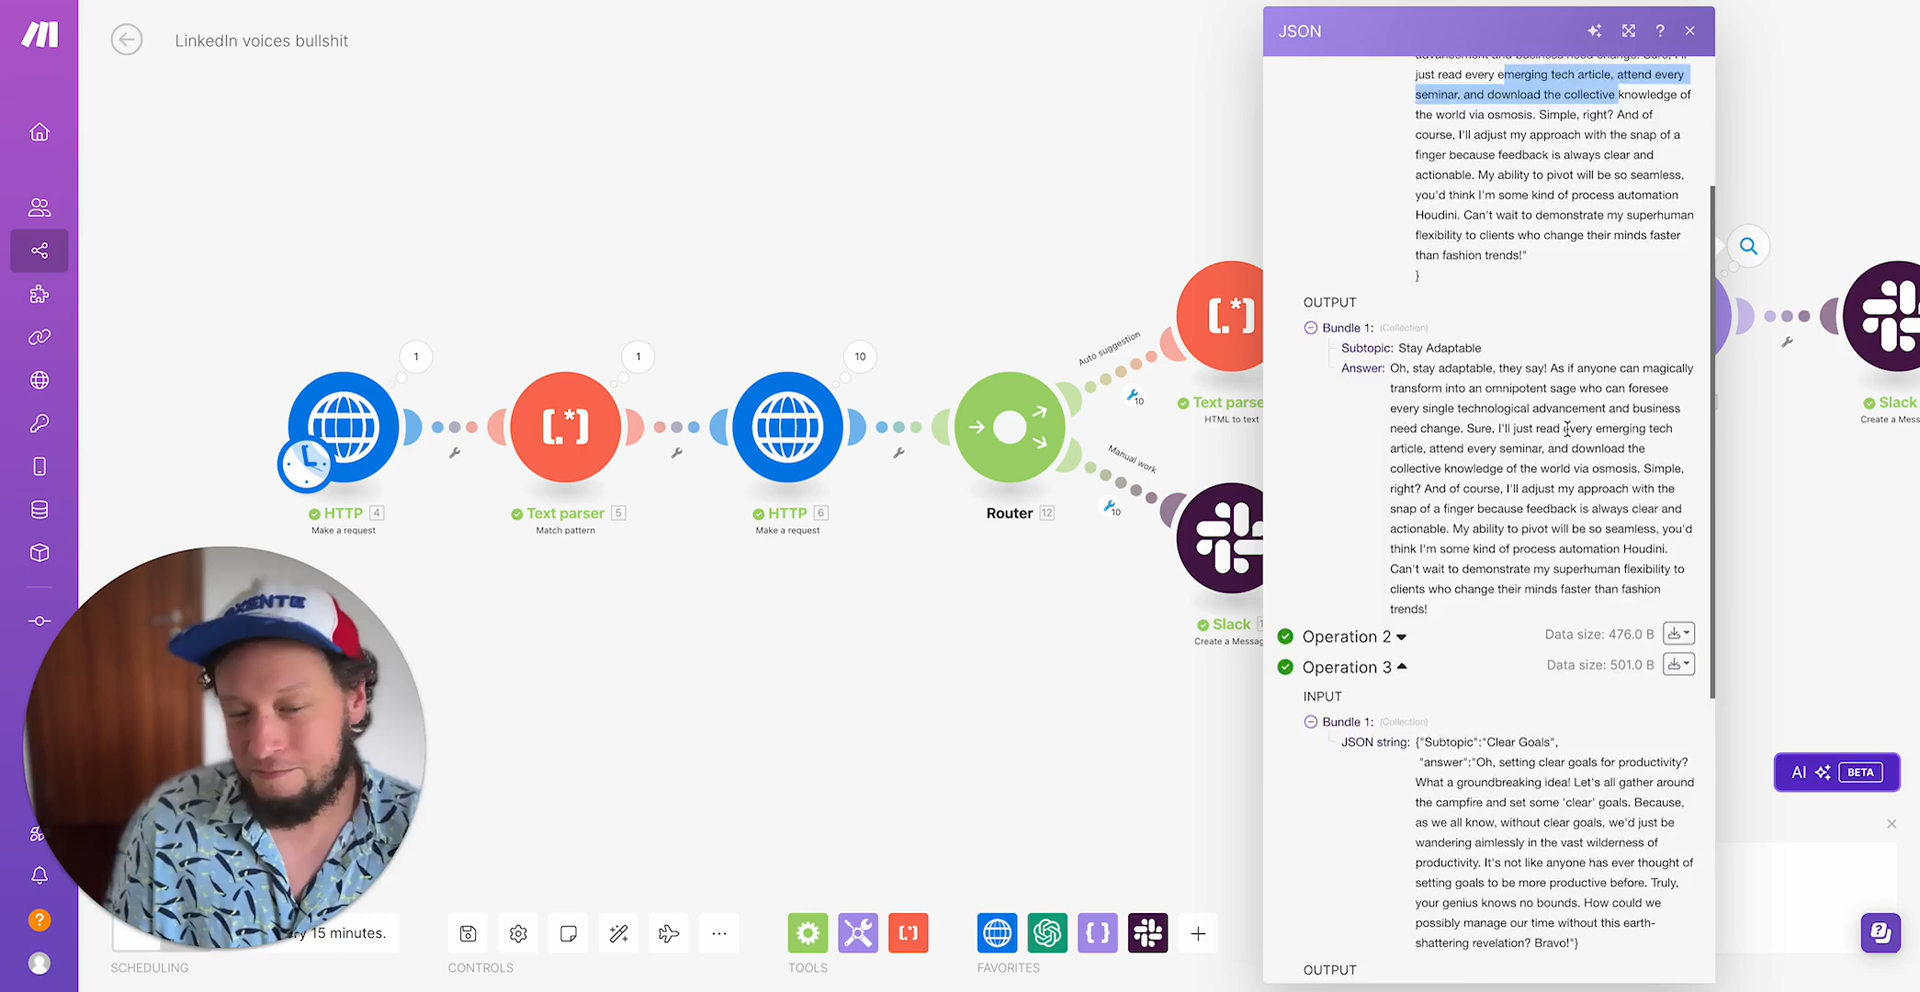 LinkedIn voices bullshit
JSON
?
just read every emerging tech article, attend every
seminar, and download the collective knowledge of
the world via osmosis. Simple, right? And of
course, I'll adjust my approach with the snap of a
finger because feedback is always clear and
actionable. My ability to pivot will be so seamless,
you'd think I'm some kind of process automation
Houdini. Can't wait to demonstrate my superhuman
flexibility to clients who change their minds faster
than fashion trends!"
}
OUTPUT
Bundle 1: (Collection)
Subtopic: Stay Adaptable
Answer: Oh, stay adaptable, they say! As if anyone can magically
transform into an omnipotent sage who can foresee
every single technological advancement and business
need change. Sure, I'll just read every emerging tech
article, attend every seminar, and download the
collective knowledge of the world via osmosis. Simple,
right? And of course, I'll adjust my approach with the
snap of a finger because feedback is always clear and
actionable. My ability to pivot will be so seamless, you'd
think I'm some kind of process automation Houdini.
Can't wait to demonstrate my superhuman flexibility to
clients who change their minds faster than fashion
trends!
Operation 2
Data size: 476.0 B
Operation 3
Data size: 501.0 B
INPUT
Bundle 1: (Collection)
JSON string: {"Subtopic":"Clear Goals",
"answer":"Oh, setting clear goals for productivity?
What a groundbreaking idea! Let's all gather around
the campfire and set some 'clear' goals. Because,
as we all know, without clear goals, we'd just be
wandering aimlessly in the vast wilderness of
productivity. It's not like anyone has ever thought of
setting goals to be more productive before. Truly,
your genius knows no bounds. How could we
possibly manage our time without this earth-
shattering revelation? Bravo!"}
OUTPUT
1
HTTP 4
Make a request
1
[.*]
Text parser 5
Match pattern
10
HTTP 6
Make a request
Router 12
Auto suggestion
10
Manual work
10
[.*]
Text parse
HTML to text
Slack
Create a Messag
Slack
Create a Mess
AI BETA
ry 15 minutes.
SCHEDULING
CONTROLS
TOOLS
FAVORITES